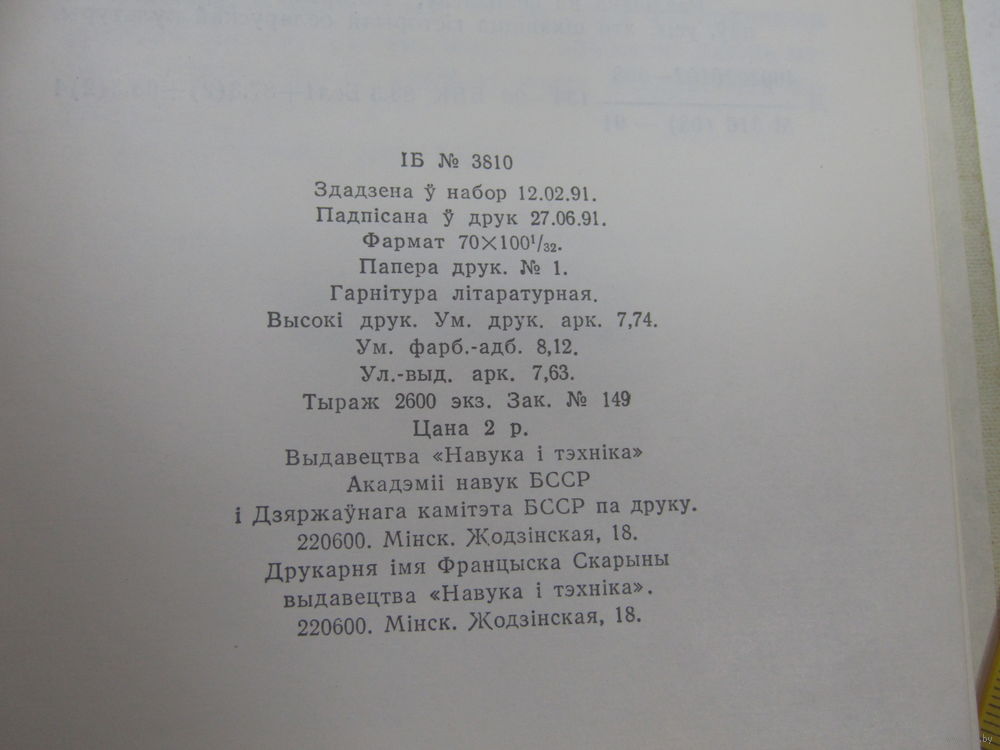 ІБ № 3810
Здадзена ў набор 12.02.91.
Падпісана ў друк 27.06.91.
Фармат 70×100¹/₃₂.
Папера друк. № 1.
Гарнітура літаратурная.
Высокі друк. Ум. друк. арк. 7,74.
Ум. фарб.-адб. 8,12.
Ул.-выд. арк. 7,63.
Тыраж 2600 экз. Зак. № 149
Цана 2 р.
Выдавецтва «Навука і тэхніка»
Акадэміі навук БССР
і Дзяржаўнага камітэта БССР па друку.
220600. Мінск. Жодзінская, 18.
Друкарня імя Францыска Скарыны
выдавецтва «Навука і тэхніка».
220600. Мінск. Жодзінская, 18.